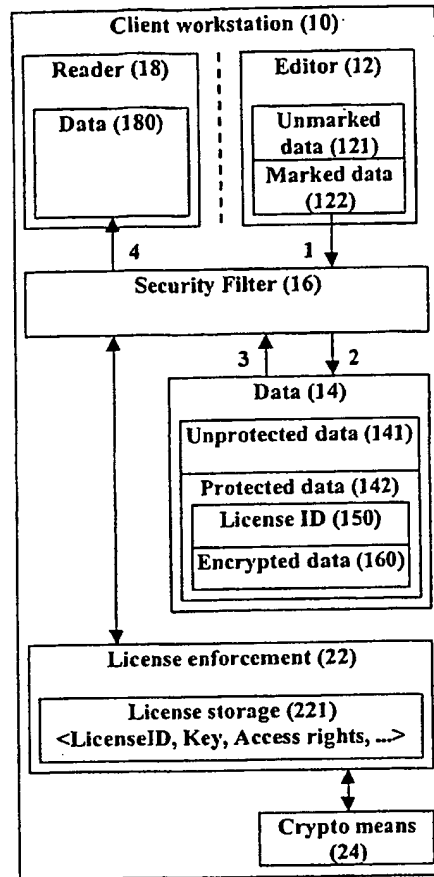 Client workstation (10)
Reader (18)
Data (180)
Editor (12)
Unmarked
data (121)
Marked data
(122)
4
1
Security Filter (16)
3
2
Data (14)
Unprotected data (141)
Protected data (142)
License ID (150)
Encrypted data (160)
License enforcement (22)
License storage (221)
<LicenseID, Key, Access rights, ...>
Crypto means
(24)